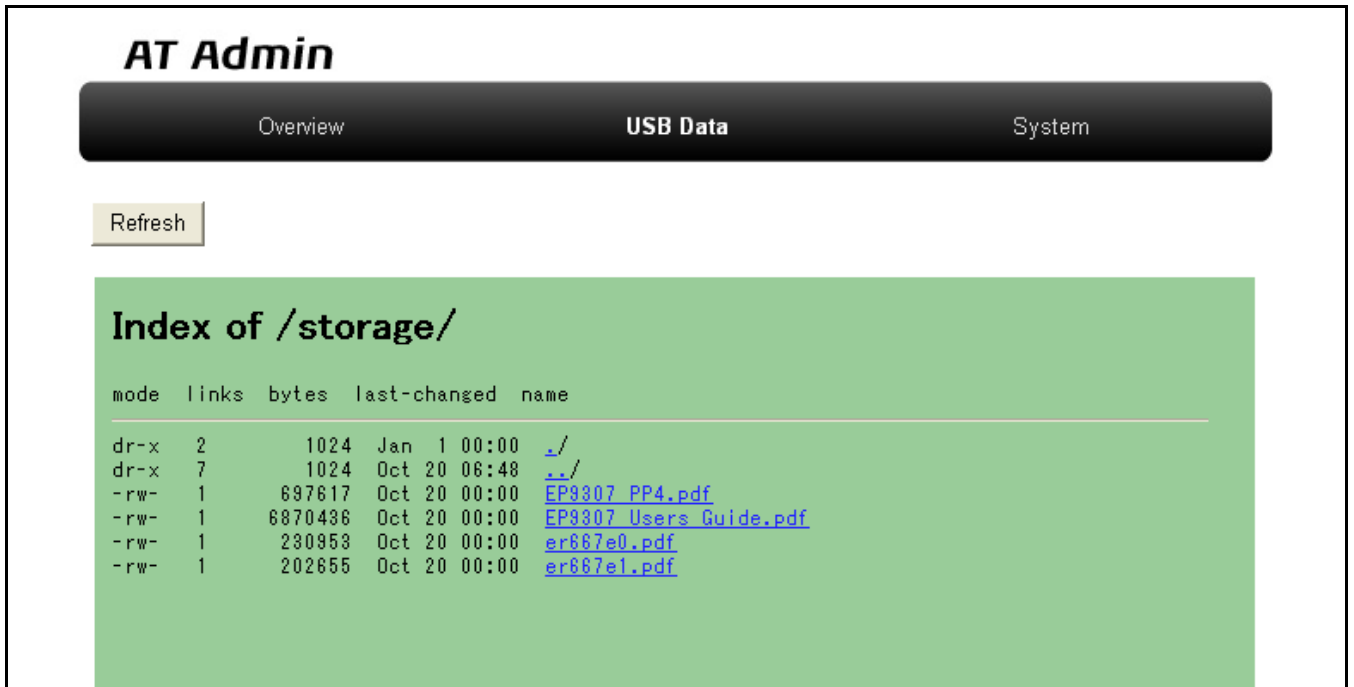 AT Admin
Overview USB Data System
Refresh
Index of /storage/
mode links bytes last-changed name
dr-x 2 1024 Jan 1 00:00 ./
dr-x 7 1024 Oct 20 06:48 ../
-rw- 1 697617 Oct 20 00:00 EP9307_PP4.pdf
-rw- 1 6870436 Oct 20 00:00 EP9307_Users_Guide.pdf
-rw- 1 230953 Oct 20 00:00 er667e0.pdf
-rw- 1 202655 Oct 20 00:00 er667e1.pdf